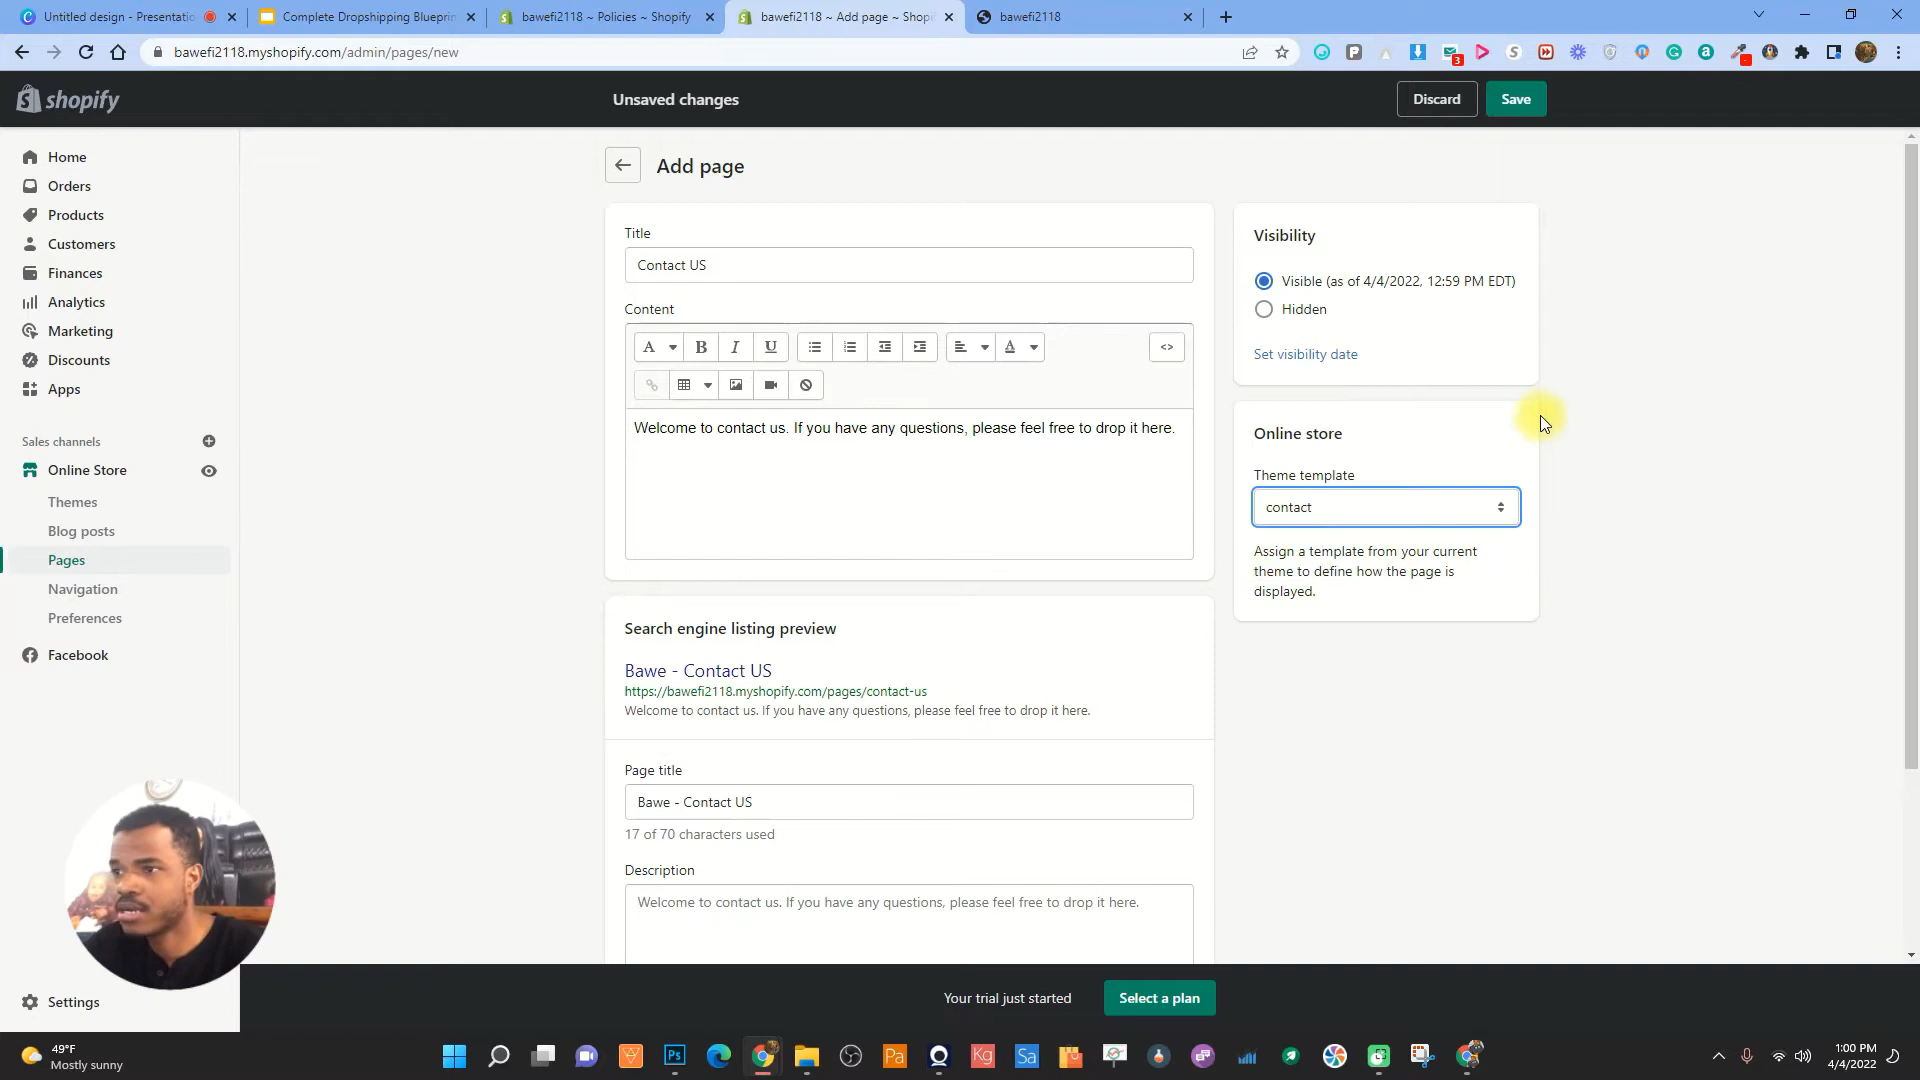 Untitled design - Presentatio
Complete Dropshipping Blueprin
bawefi2118 ~ Policies ~ Shopify
bawefi2118 ~ Add page ~ Shopi
bawefi2118
bawefi2118.myshopify.com/admin/pages/new
3
shopify
Unsaved changes
Discard
Save
Home
Orders
Products
Customers
Finances
Analytics
Marketing
Discounts
Apps
Sales channels
Online Store
Themes
Blog posts
Pages
Navigation
Preferences
Facebook
Settings
Add page
Title
Contact US
Content
Welcome to contact us. If you have any questions, please feel free to drop it here.
Search engine listing preview
Bawe - Contact US
https://bawefi2118.myshopify.com/pages/contact-us
Welcome to contact us. If you have any questions, please feel free to drop it here.
Page title
Bawe - Contact US
17 of 70 characters used
Description
Welcome to contact us. If you have any questions, please feel free to drop it here.
Visibility
Visible (as of 4/4/2022, 12:59 PM EDT)
Hidden
Set visibility date
Online store
Theme template
contact
Assign a template from your current
theme to define how the page is
displayed.
Your trial just started
Select a plan
49°F
Mostly sunny
Ps
Pa
Kg
Sa
1:00 PM
4/4/2022